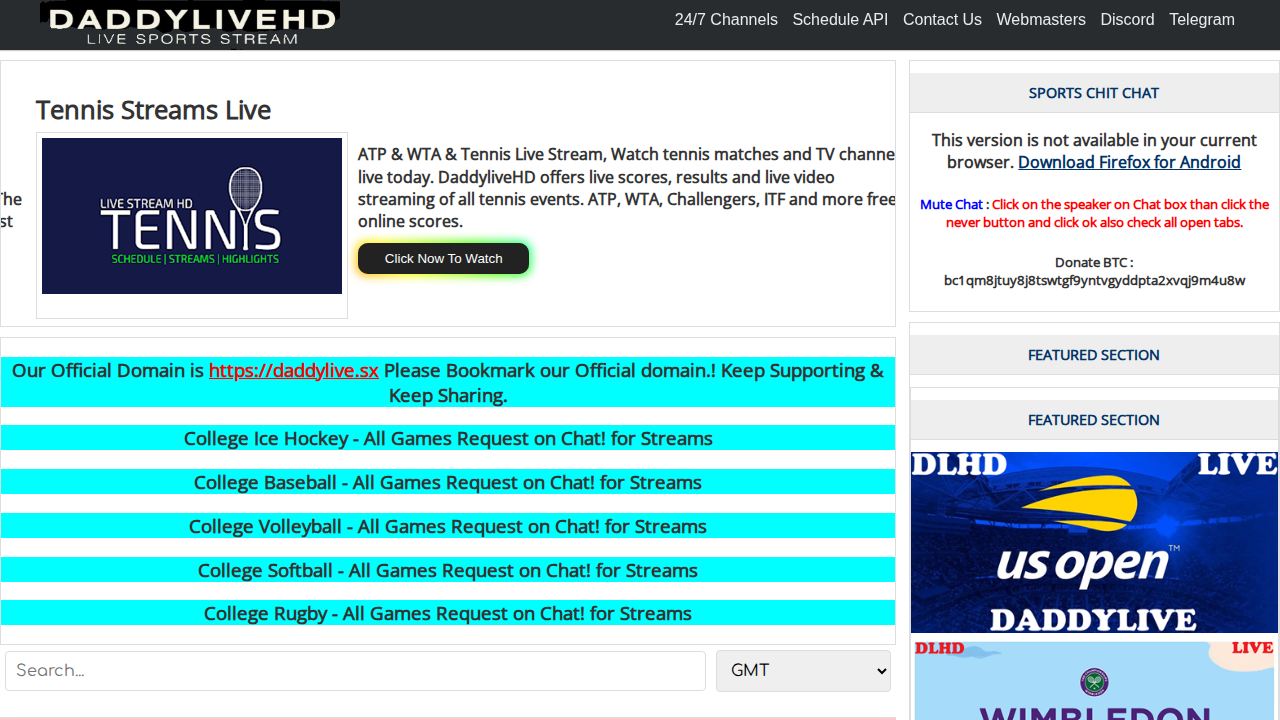 DADDYLIVEHD
LIVE SPORTS STREAM
24/7 Channels Schedule API Contact Us Webmasters Discord Telegram
Tennis Streams Live
LIVE STREAM HD
TENNIS
SCHEDULE | STREAMS | HIGHLIGHTS
ATP & WTA & Tennis Live Stream, Watch tennis matches and TV channe
live today. DaddyliveHD offers live scores, results and live video
streaming of all tennis events. ATP, WTA, Challengers, ITF and more free
online scores.
Click Now To Watch
The
st
Our Official Domain is https://daddylive.sx Please Bookmark our Official domain.! Keep Supporting &
Keep Sharing.
College Ice Hockey - All Games Request on Chat! for Streams
College Baseball - All Games Request on Chat! for Streams
College Volleyball - All Games Request on Chat! for Streams
College Softball - All Games Request on Chat! for Streams
College Rugby - All Games Request on Chat! for Streams
Search...
GMT
SPORTS CHIT CHAT
This version is not available in your current
browser. Download Firefox for Android
Mute Chat : Click on the speaker on Chat box than click the
never button and click ok also check all open tabs.
Donate BTC :
bc1qm8jtuy8j8tswtgf9yntvgyddpta2xvqj9m4u8w
FEATURED SECTION
FEATURED SECTION
DLHD LIVE
us open
TM
DADDYLIVE
DLHD LIVE
WIMBLEDON